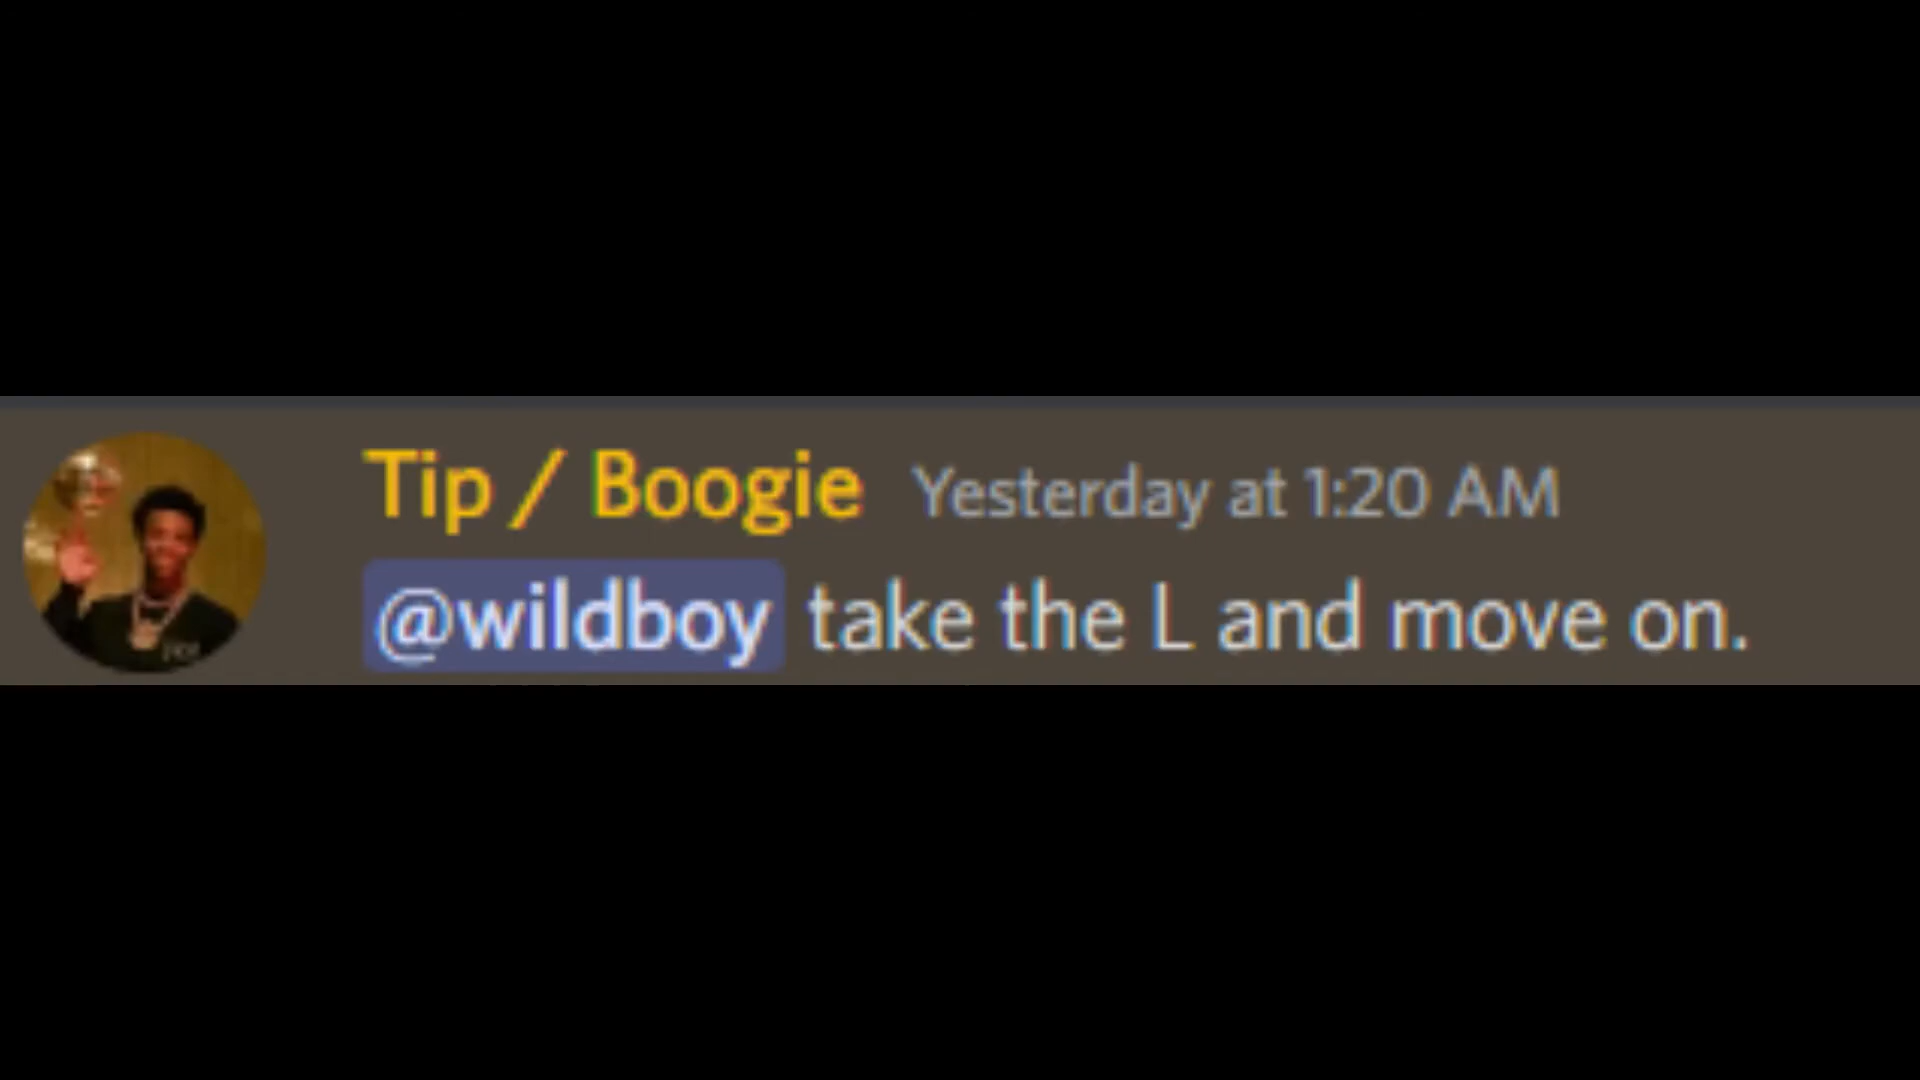 Tip / Boogie Yesterday at 1:20 AM
@wildboy take the L and move on.